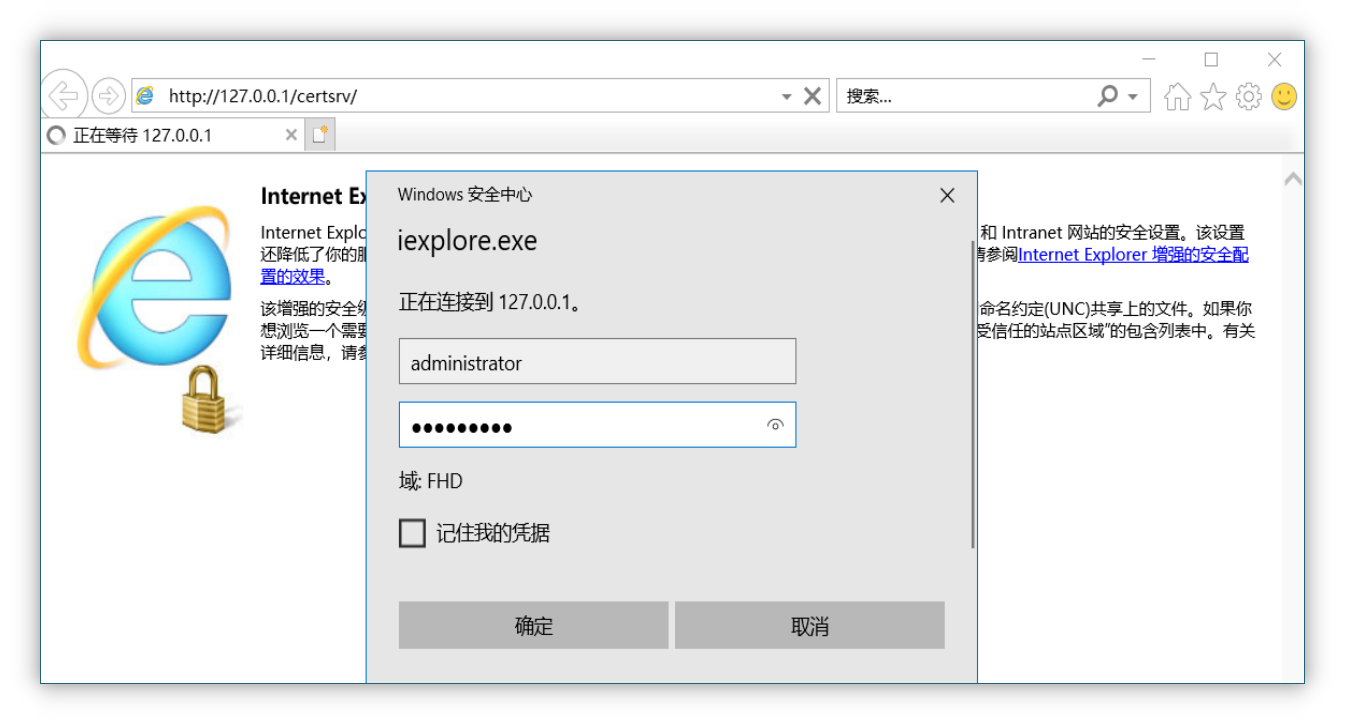 http://127.0.0.1/certsrv/
搜索...
正在等待 127.0.0.1
Internet Ex
Windows 安全中心
Internet Explo
和 Intranet 网站的安全设置。该设置
iexplore.exe
还降低了你的
参阅Internet Explorer 增强的安全配
置的效果。
正在连接到 127.0.0.1。
该增强的安全
命名约定(UNC)共享上的文件。如果你
想浏览一个需要
受信任的站点区域”的包含列表中。有关
详细信息，请参
administrator
域: FHD
记住我的凭据
确定
取消